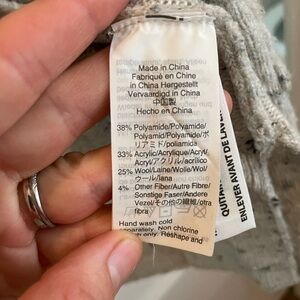 Made in China
Fabriqué en Chine
in China Hergestellt
Vervaardigd in China
中国製
Hecho en China
38% Polyamide/Polyamide/
Polyamid/Polyamide/ポ
リアミド/poliamida
33% Acrylic/Acrylique/Acryl/
Acryl/アクリル/acrílico
25% Wool/Laine/Wolle/Wol/
ウール/lana
4% Other Fiber/Autre Fibre/
Sonstige Faser/Andere
Vezel/その他の繊維/otra
fibra
Hand wash cold
separately. Non chlorine
only. Reshape and
ENLEVER AVANT DE LAVER